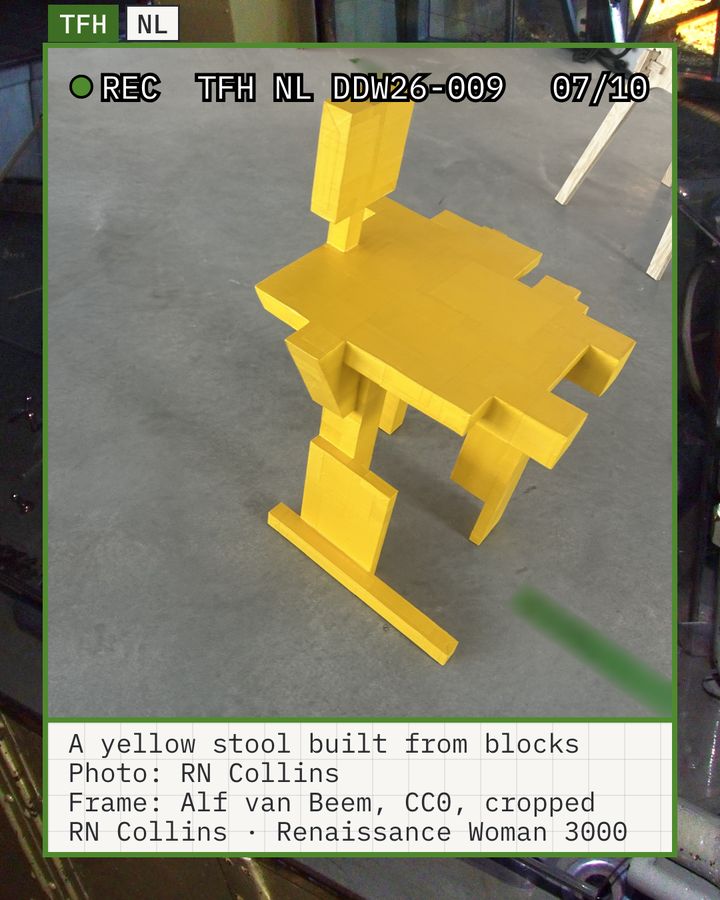 TFH NL
REC TFH NL DDW26-009 07/10
A yellow stool built from blocks
Photo: RN Collins
Frame: Alf van Beem, CC0, cropped
RN Collins · Renaissance Woman 3000